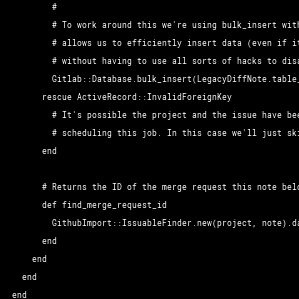 #
# To work around this we're using bulk_insert with
# allows us to efficiently insert data (even if it
# without having to use all sorts of hacks to disa
Gitlab::Database.bulk_insert(LegacyDiffNote.table_
rescue ActiveRecord::InvalidForeignKey
# It's possible the project and the issue have bee
# scheduling this job. In this case we'll just ski
end
# Returns the ID of the merge request this note belo
def find_merge_request_id
GithubImport::IssuableFinder.new(project, note).da
end
end
end
end